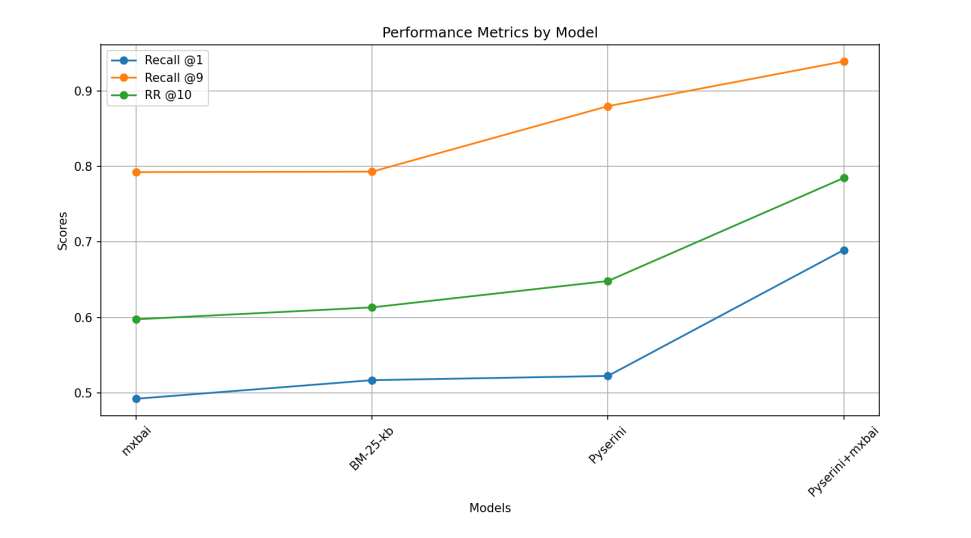 Performance Metrics by Model
Recall @1
Recall @9
RR @10
0.9
0.8
0.7
0.6
0.5
Scores
mxbai
BM-25-kb
Pyserini
Pyserini+mxbai
Models